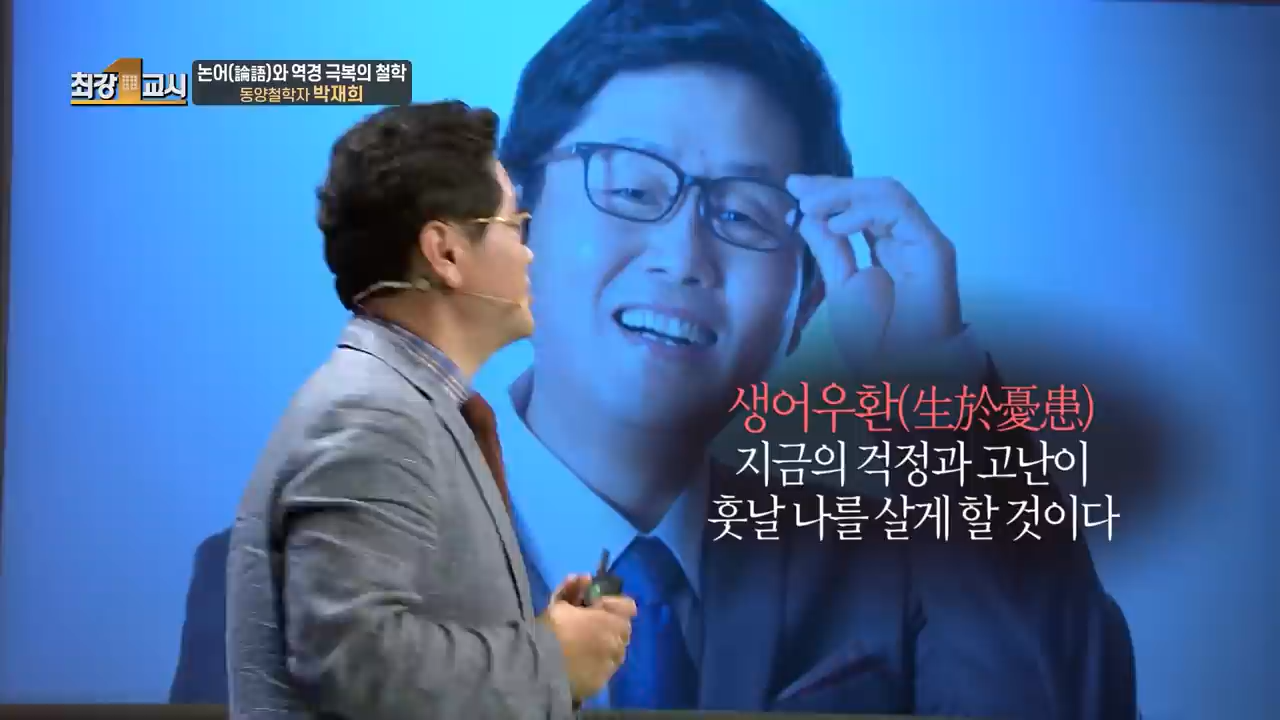 최강1교시
논어(論語)와 역경 극복의 철학
동양철학자 박재희
생어우환(生於憂患)
지금의 걱정과 고난이
훗날 나를 살게 할 것이다